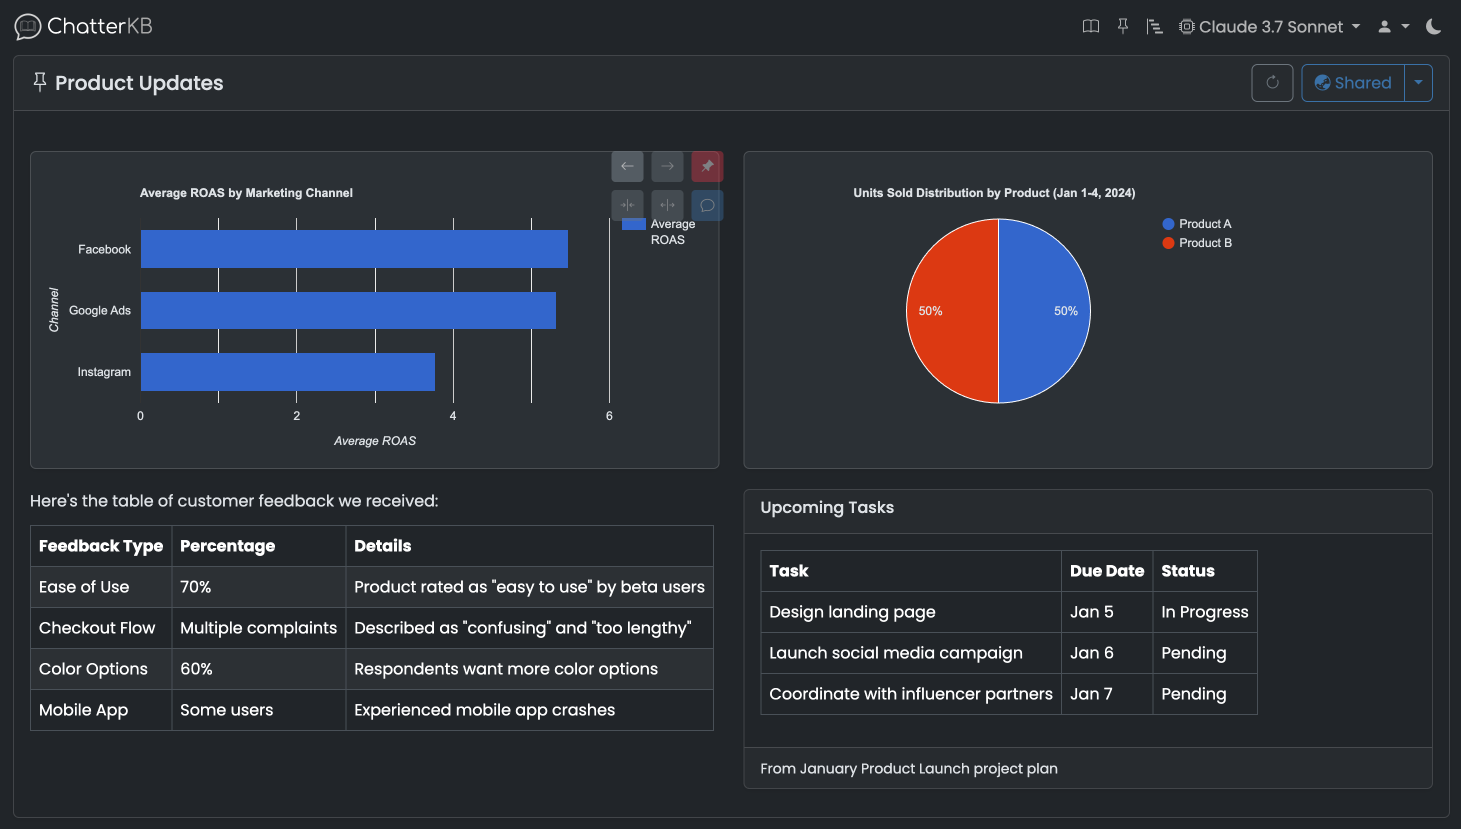 ChatterKB
Claude 3.7 Sonnet
Product Updates
Shared
Average ROAS by Marketing Channel
Average
ROAS
Channel
Facebook
Google Ads
Instagram
0 2 4 6
Average ROAS
Units Sold Distribution by Product (Jan 1-4, 2024)
Product A
Product B
50% 50%
Here's the table of customer feedback we received:
Feedback Type Percentage Details
Ease of Use 70% Product rated as "easy to use" by beta users
Checkout Flow Multiple complaints Described as "confusing" and "too lengthy"
Color Options 60% Respondents want more color options
Mobile App Some users Experienced mobile app crashes
Upcoming Tasks
Task Due Date Status
Design landing page Jan 5 In Progress
Launch social media campaign Jan 6 Pending
Coordinate with influencer partners Jan 7 Pending
From January Product Launch project plan